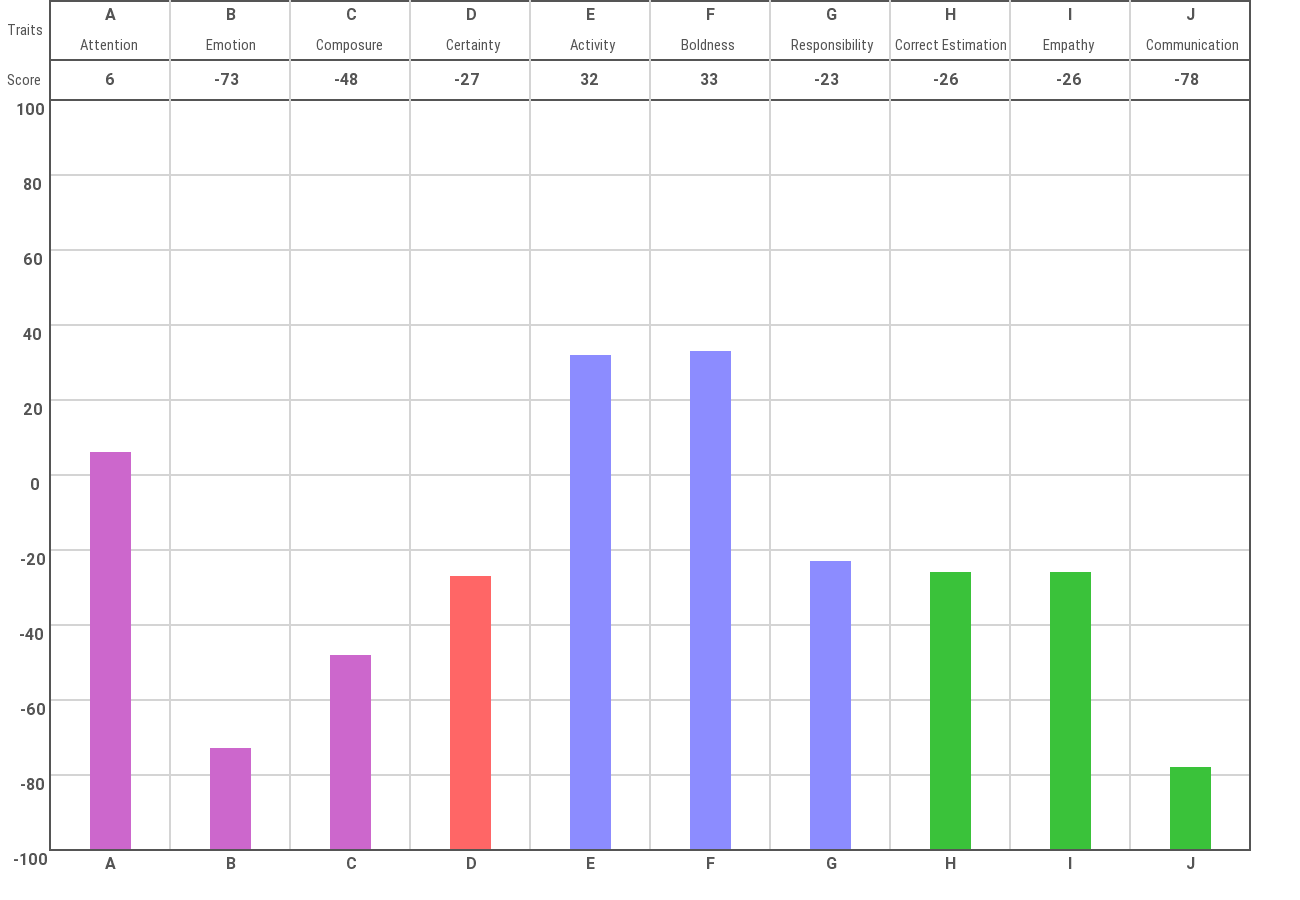 A B C D E F G H I J
Traits
Attention Emotion Composure Certainty Activity Boldness Responsibility Correct Estimation Empathy Communication
Score 6 -73 -48 -27 32 33 -23 -26 -26 -78
100
80
60
40
20
0
-20
-40
-60
-80
-100
A B C D E F G H I J